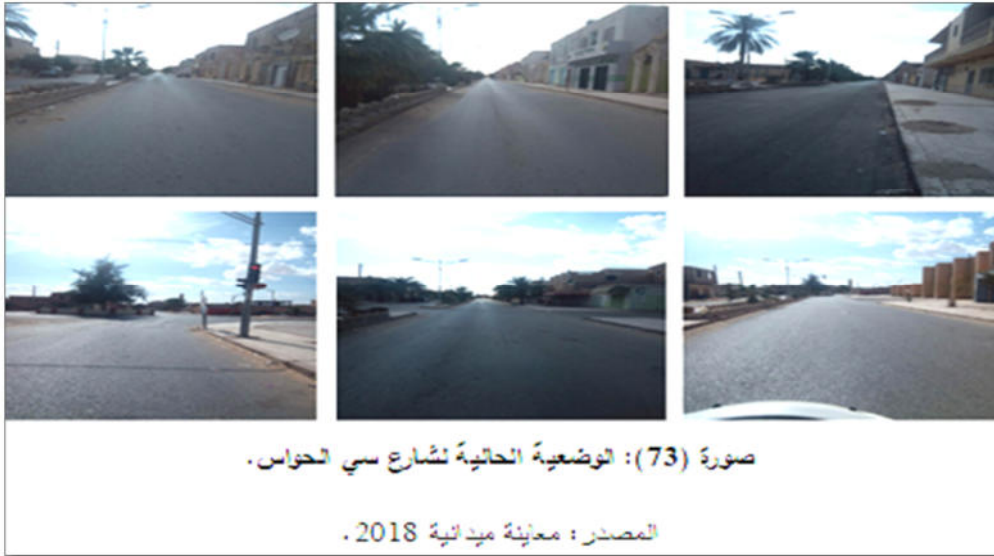 صورة (73): الوضعية الحالية لشارع سي الحواس.
المصدر: معاينة ميدانية 2018.